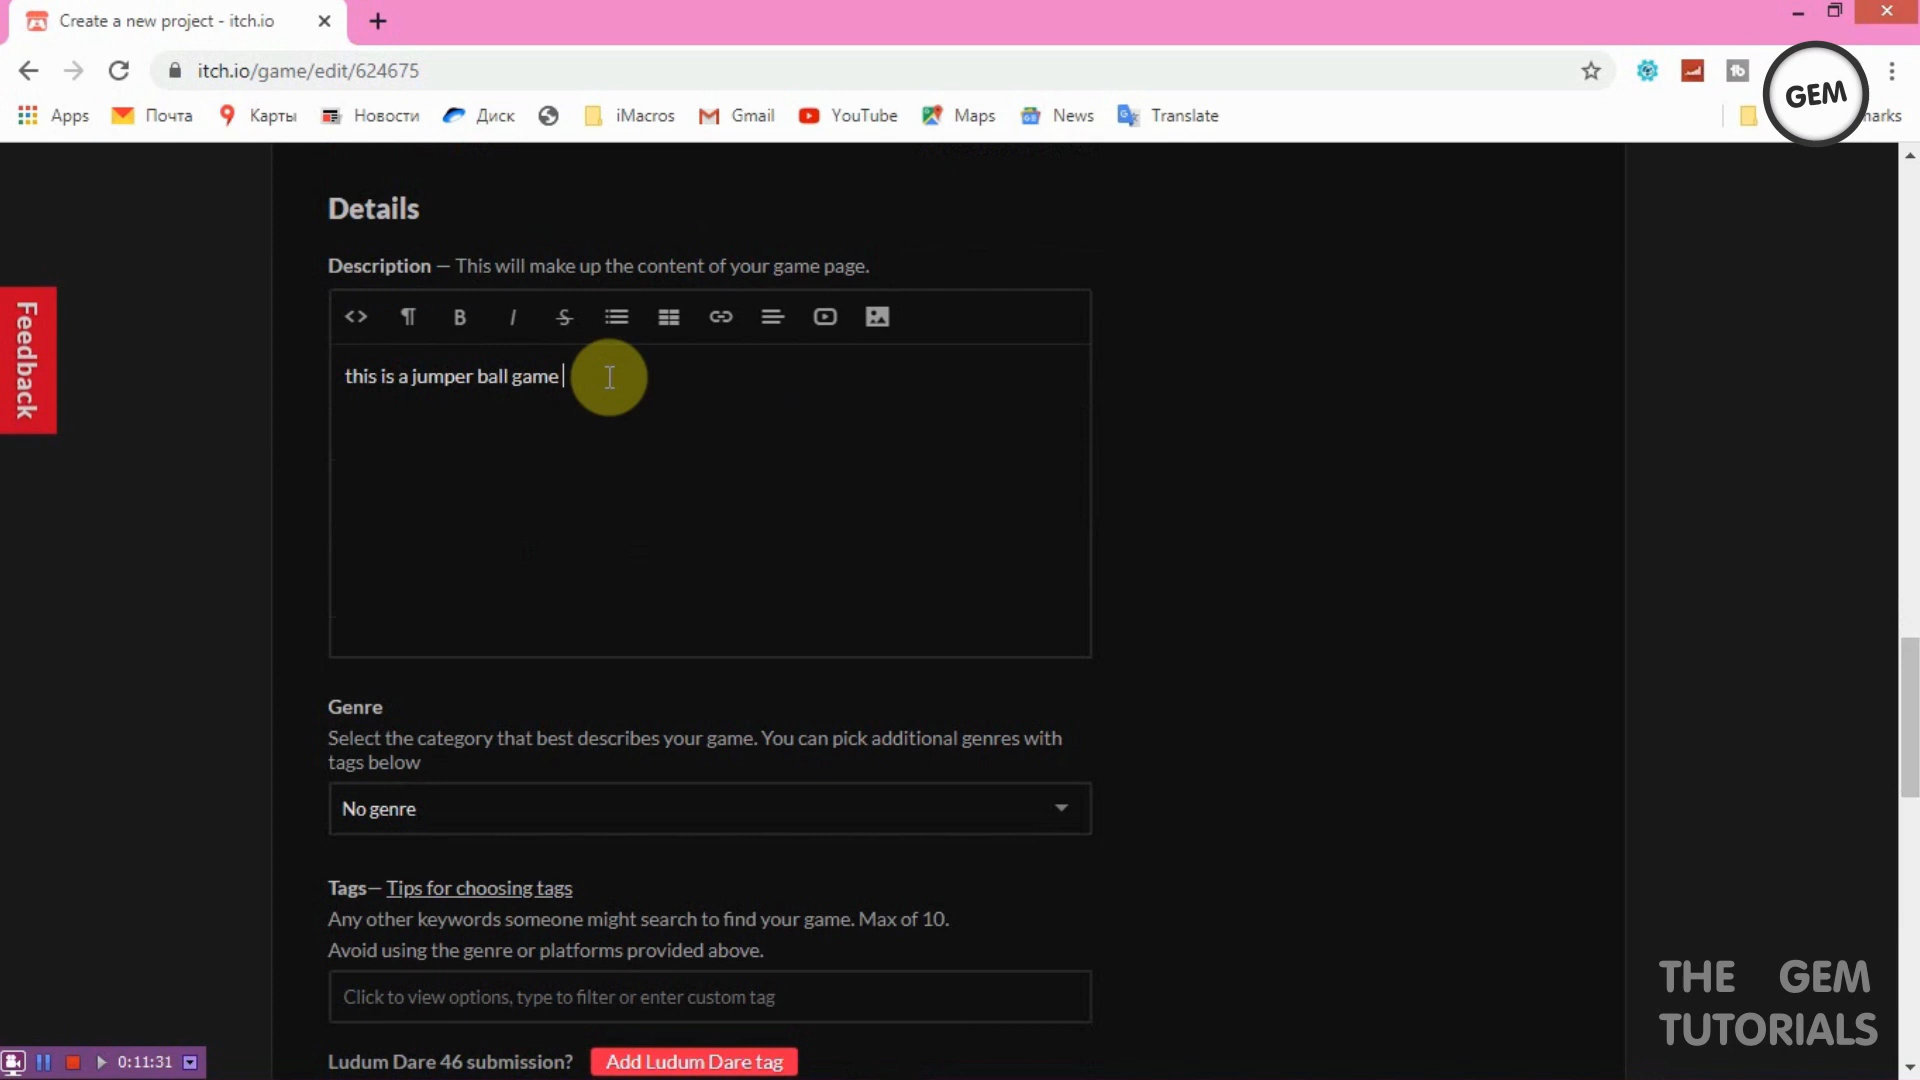 Create a new project - itch.io
itch.io/game/edit/624675
GEM
Apps Почта Карты Новости Диск iMacros Gmail YouTube Maps News Translate
Details
Description — This will make up the content of your game page.
this is a jumper ball game
Feedback
Genre
Select the category that best describes your game. You can pick additional genres with
tags below
No genre
Tags— Tips for choosing tags
Any other keywords someone might search to find your game. Max of 10.
Avoid using the genre or platforms provided above.
Click to view options, type to filter or enter custom tag
THE GEM
TUTORIALS
Ludum Dare 46 submission? Add Ludum Dare tag
0:11:31